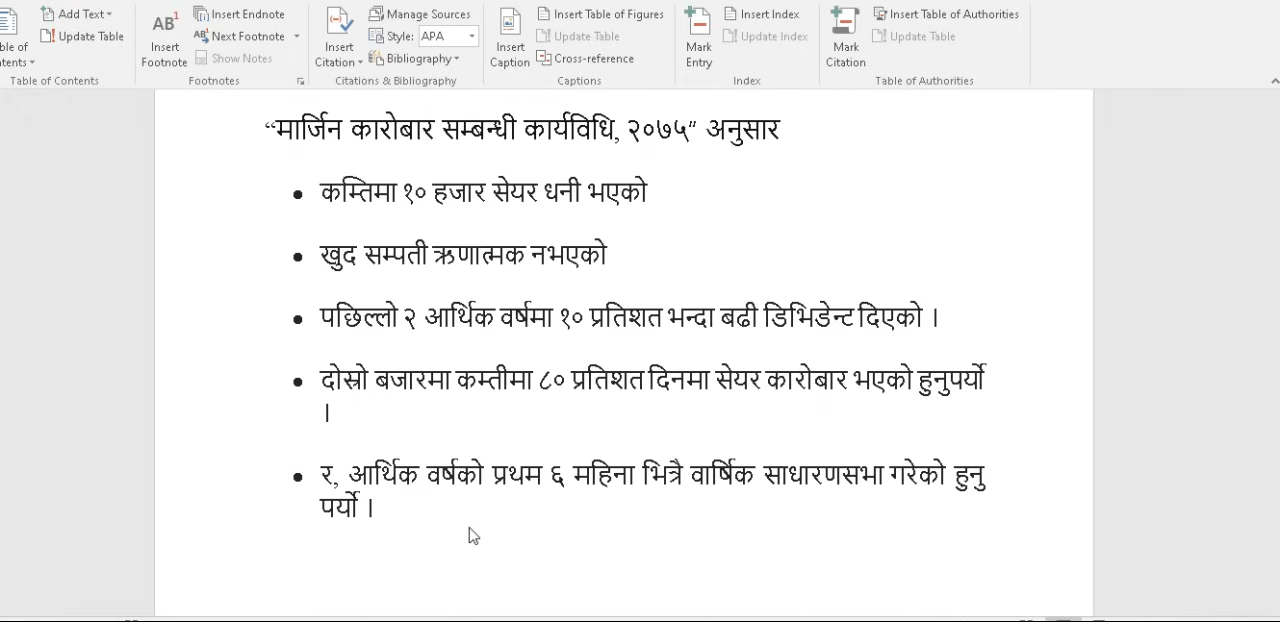 Add Text
Insert Endnote
Manage Sources
Insert Table of Figures
Insert Index
Insert Table of Authorities
AB¹
Update Table
Next Footnote
Style: APA
Update Table
Update Index
Update Table
Insert Footnote
Show Notes
Insert Citation
Bibliography
Insert Caption
Cross-reference
Mark Entry
Mark Citation
Table of Contents
Footnotes
Citations & Bibliography
Captions
Index
Table of Authorities
“मार्जिन कारोबार सम्बन्धी कार्यविधि, २०७५” अनुसार
• कम्तिमा १० हजार सेयर धनी भएको
• खुद सम्पती ऋणात्मक नभएको
• पछिल्लो २ आर्थिक वर्षमा १० प्रतिशत भन्दा बढी डिभिडेन्ट दिएको ।
• दोस्रो बजारमा कम्तीमा ८० प्रतिशत दिनमा सेयर कारोबार भएको हुनुपर्यो
।
• र, आर्थिक वर्षको प्रथम ६ महिना भित्रै वार्षिक साधारणसभा गरेको हुनु
पर्यो ।